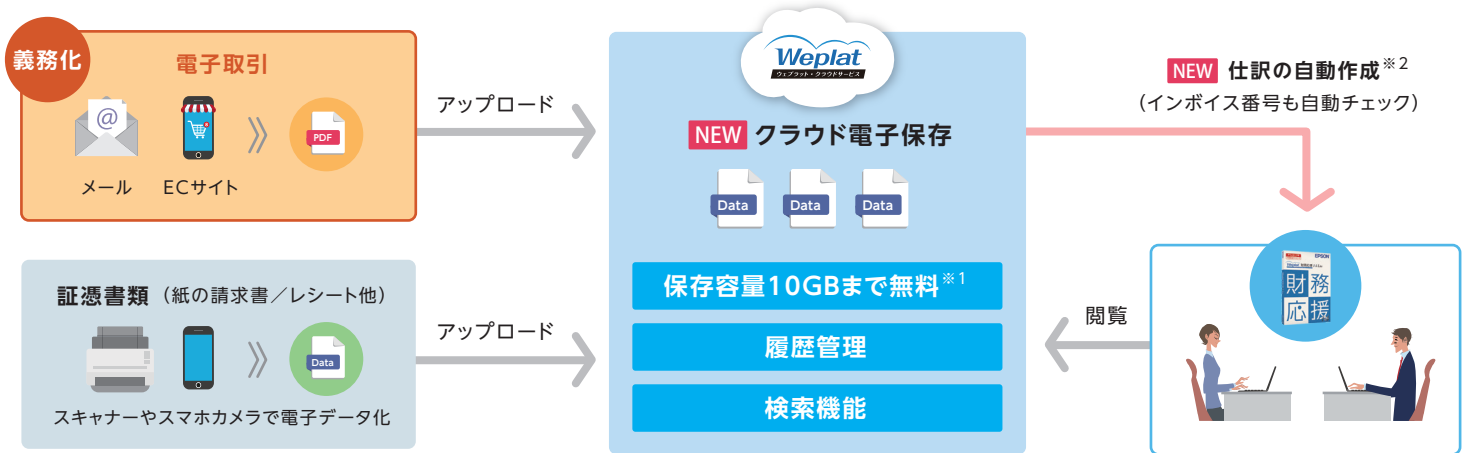 義務化
電子取引
@
PDF
メール
ECサイト
アップロード
証憑書類（紙の請求書／レシート他）
Data
スキャナーやスマホカメラで電子データ化
アップロード
Weplat
ウェプラット・クラウドサービス
NEW クラウド電子保存
Data
Data
Data
保存容量10GBまで無料※1
履歴管理
検索機能
NEW 仕訳の自動作成※2
（インボイス番号も自動チェック）
閲覧
EPSON
Weplat
財務
応援